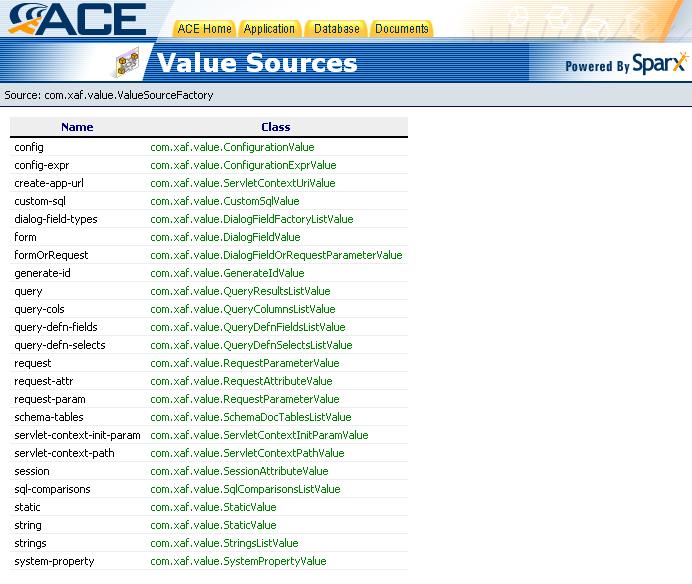 ACE
ACE Home Application Database Documents
Value Sources
Powered By Sparx
Source: com.xaf.value.ValueSourceFactory
Name Class
config com.xaf.value.ConfigurationValue
config-expr com.xaf.value.ConfigurationExprValue
create-app-url com.xaf.value.ServletContextUriValue
custom-sql com.xaf.value.CustomSqlValue
dialog-field-types com.xaf.value.DialogFieldFactoryListValue
form com.xaf.value.DialogFieldValue
formOrRequest com.xaf.value.DialogFieldOrRequestParameterValue
generate-id com.xaf.value.GenerateIdValue
query com.xaf.value.QueryResultsListValue
query-cols com.xaf.value.QueryColumnsListValue
query-defn-fields com.xaf.value.QueryDefnFieldsListValue
query-defn-selects com.xaf.value.QueryDefnSelectsListValue
request com.xaf.value.RequestParameterValue
request-attr com.xaf.value.RequestAttributeValue
request-param com.xaf.value.RequestParameterValue
schema-tables com.xaf.value.SchemaDocTablesListValue
servlet-context-init-param com.xaf.value.ServletContextInitParamValue
servlet-context-path com.xaf.value.ServletContextPathValue
session com.xaf.value.SessionAttributeValue
sql-comparisons com.xaf.value.SqlComparisonsListValue
static com.xaf.value.StaticValue
string com.xaf.value.StaticValue
strings com.xaf.value.StringsListValue
system-property com.xaf.value.SystemPropertyValue